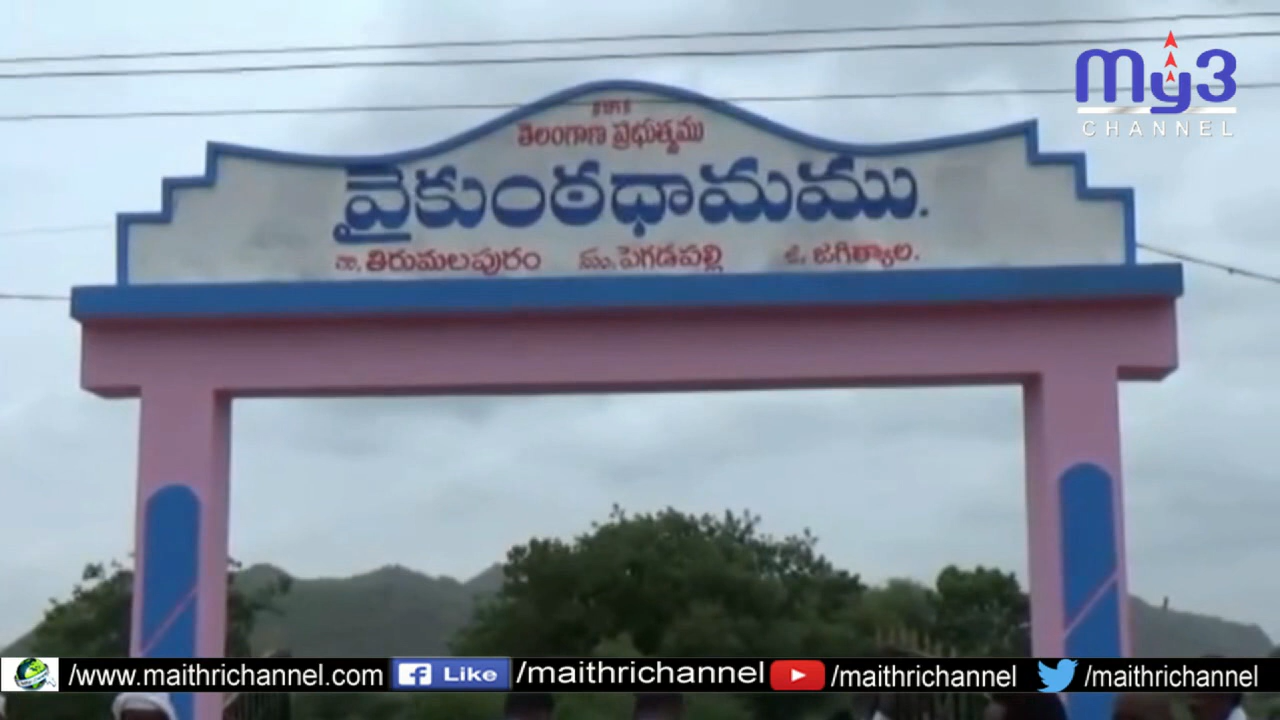 My3
CHANNEL
తెలంగాణ ప్రభుత్వము
వైకుంఠధామము.
గ్రా. తిరుమలపురం మం. పెగడపల్లి జి. జగిత్యాల.
/www.maithrichannel.com f Like /maithrichannel /maithrichannel /maithrichannel